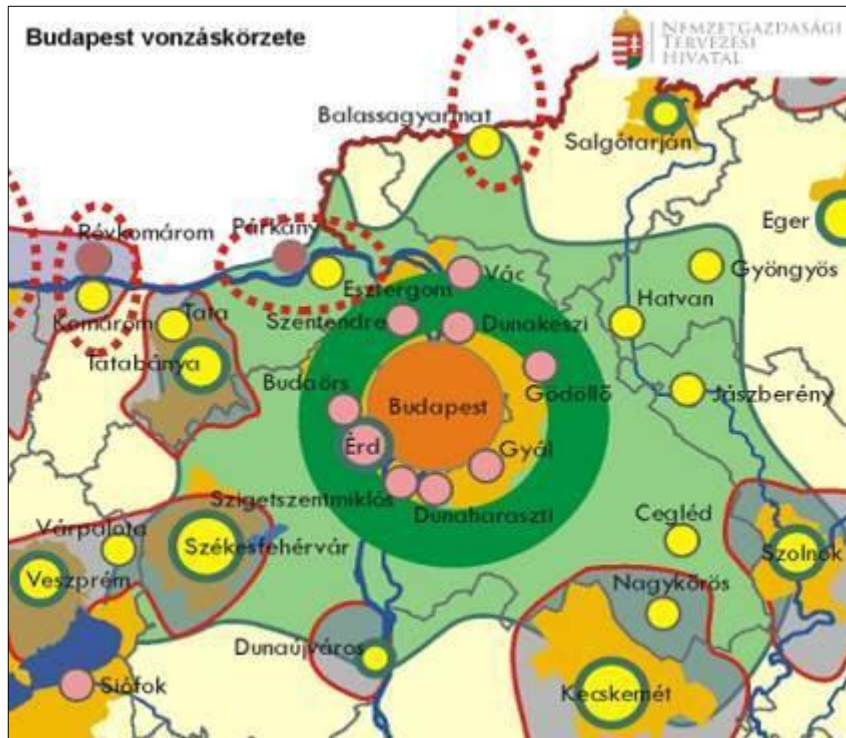 Budapest vonzáskörzete
NEMZETGAZDASÁGI
TERVEZÉSI
HIVATAL
Balassagyarmat
Salgótarján
Révkomárom
Párkány
Eger
Vác
Gyöngyös
Esztergom
Hatvan
Komárom
Tata
Szentendre
Dunakeszi
Tatabánya
Gödöllő
Budaörs
Budapest
Jászberény
Érd
Gyál
Szigetszentmiklós
Dunaharaszti
Cegléd
Várpalota
Székesfehérvár
Szolnok
Veszprém
Nagykőrös
Dunaújváros
Siófok
Kecskemét